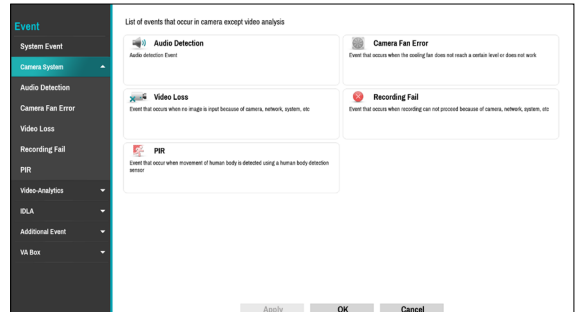 Event
System Event
Camera System
Audio Detection
Camera Fan Error
Video Loss
Recording Fail
PIR
Video-Analytics
IDLA
Additional Event
VA Box
List of events that occur in camera except video analysis
Audio Detection
Audio detection Event
Camera Fan Error
Event that occurs when the cooling fan does not reach a certain level or does not work
Video Loss
Event that occurs when no image is input because of camera, network, system, etc
Recording Fail
Event that occurs when recording can not proceed because of camera, network, system, etc
PIR
Event that occur when movement of human body is detected using a human body detection
sensor
Apply OK Cancel